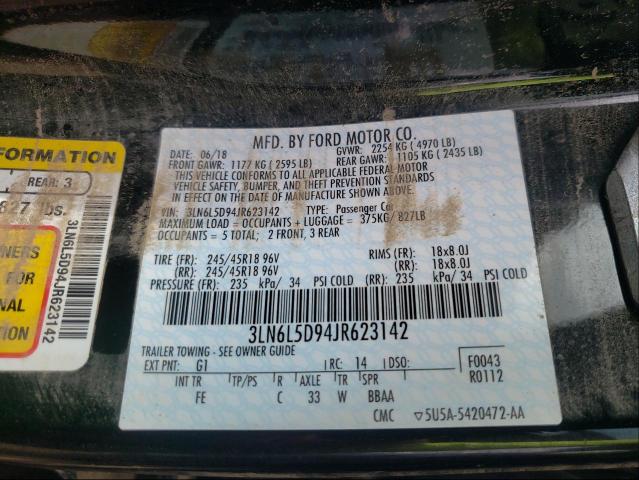 FORMATION
REAR: 3
827 lbs.
NERS
FOR
NAL
3LN6L5D94JR623142
MFD. BY FORD MOTOR CO.
DATE: 06/18 GVWR: 2254 KG ( 4970 LB)
FRONT GAWR: 1177 KG ( 2595 LB) REAR GAWR: 1105 KG ( 2435 LB)
THIS VEHICLE CONFORMS TO ALL APPLICABLE FEDERAL MOTOR
VEHICLE SAFETY, BUMPER, AND THEFT PREVENTION STANDARDS
IN EFFECT ON THE DATE OF MANUFACTURE SHOWN ABOVE.
VIN: 3LN6L5D94JR623142 TYPE: Passenger Car
MAXIMUM LOAD = OCCUPANTS + LUGGAGE = 375KG/ 827LB
OCCUPANTS = 5 TOTAL; 2 FRONT, 3 REAR
TIRE (FR): 245/45R18 96V RIMS (FR): 18x8.0J
(RR): 245/45R18 96V (RR): 18x8.0J
PRESSURE (FR): 235 kPa/ 34 PSI COLD (RR): 235 kPa/ 34 PSI COLD
3LN6L5D94JR623142
TRAILER TOWING - SEE OWNER GUIDE
EXT PNT: G1 RC: 14 DSO: F0043
INT TR TP/PS R AXLE TR SPR R0112
FE C 33 W BBAA
CMC ▽5U5A-5420472-AA